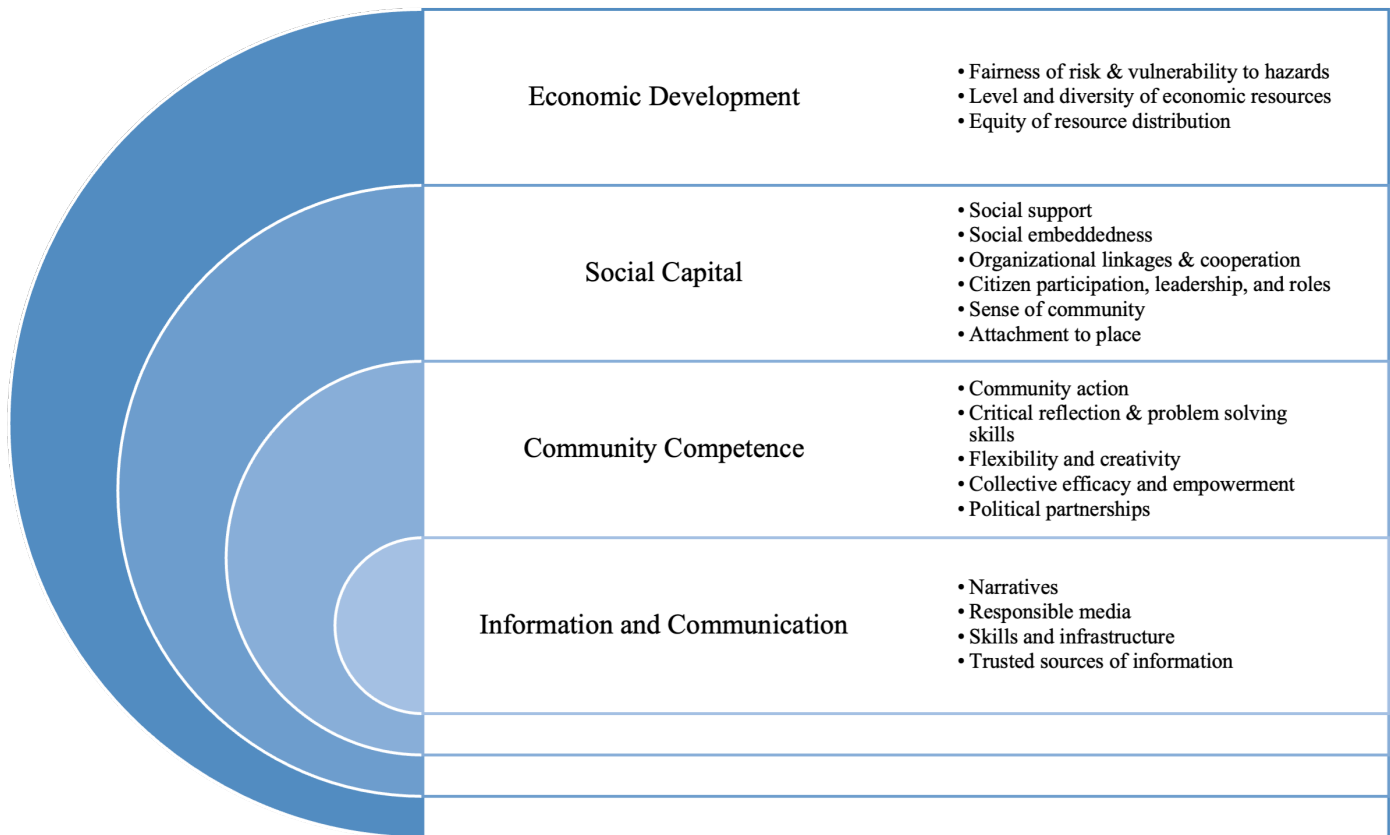 Economic Development
• Fairness of risk & vulnerability to hazards
• Level and diversity of economic resources
• Equity of resource distribution
Social Capital
• Social support
• Social embeddedness
• Organizational linkages & cooperation
• Citizen participation, leadership, and roles
• Sense of community
• Attachment to place
Community Competence
• Community action
• Critical reflection & problem solving
skills
• Flexibility and creativity
• Collective efficacy and empowerment
• Political partnerships
Information and Communication
• Narratives
• Responsible media
• Skills and infrastructure
• Trusted sources of information